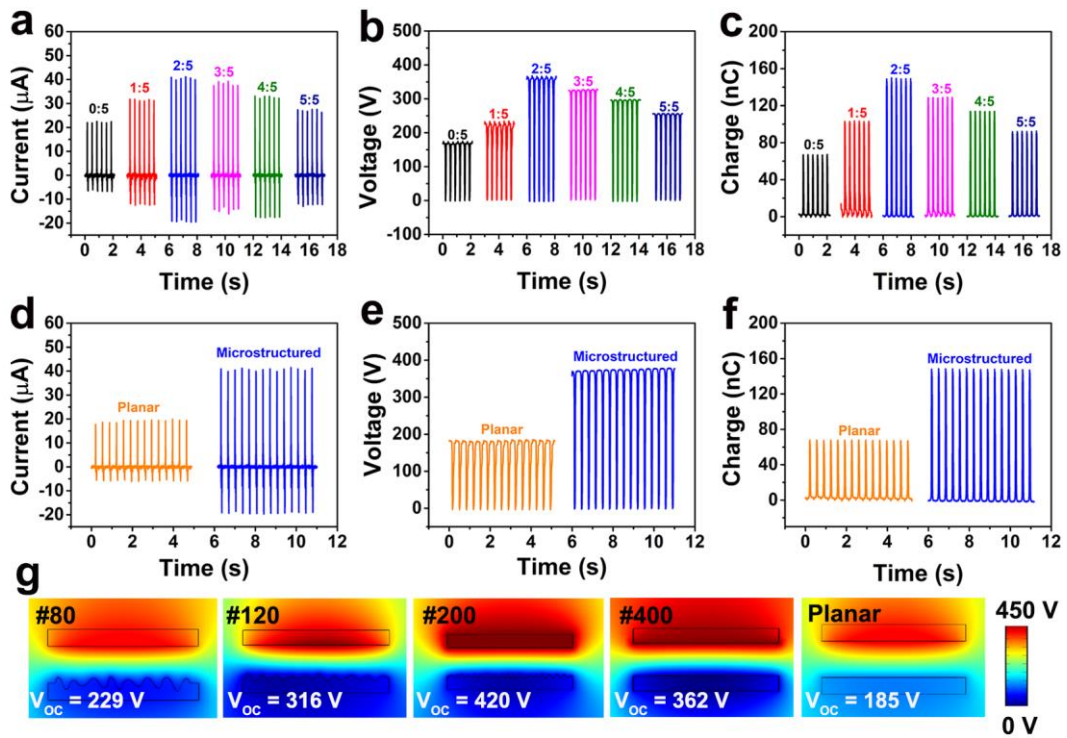 a
Current (μA)
60
50
40
30
20
10
0
-10
-20
0:5
1:5
2:5
3:5
4:5
5:5
0 2 4 6 8 10 12 14 16 18
Time (s)
b
Voltage (V)
500
400
300
200
100
0
-100
0:5
1:5
2:5
3:5
4:5
5:5
0 2 4 6 8 10 12 14 16 18
Time (s)
c
Charge (nC)
200
160
120
80
40
0
0:5
1:5
2:5
3:5
4:5
5:5
0 2 4 6 8 10 12 14 16 18
Time (s)
d
Current (μA)
60
50
40
30
20
10
0
-10
-20
Planar
Microstructured
0 2 4 6 8 10 12
Time (s)
e
Voltage (V)
500
400
300
200
100
0
Planar
Microstructured
0 2 4 6 8 10 12
Time (s)
f
Charge (nC)
200
160
120
80
40
0
Planar
Microstructured
0 2 4 6 8 10 12
Time (s)
g
#80
V_OC = 229 V
#120
V_OC = 316 V
#200
V_OC = 420 V
#400
V_OC = 362 V
Planar
V_OC = 185 V
450 V
0 V